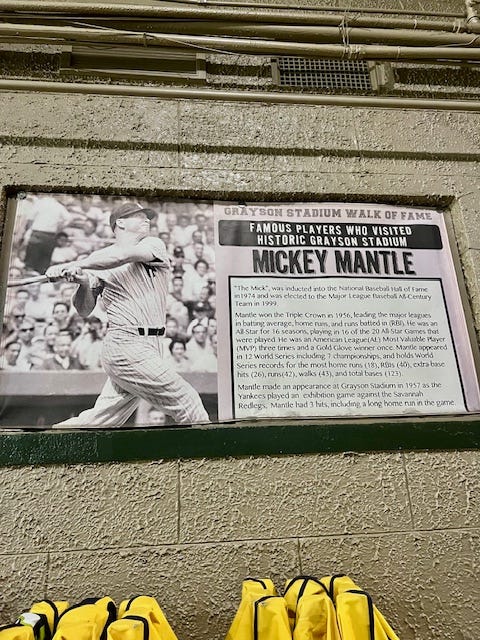 GRAYSON STADIUM WALK OF FAME
FAMOUS PLAYERS WHO VISITED
HISTORIC GRAYSON STADIUM
MICKEY MANTLE
"The Mick", was inducted into the National Baseball Hall of Fame
in1974 and was elected to the Major League Baseball All-Century
Team in 1999.
Mantle won the Triple Crown in 1956, leading the major leagues
in batting average, home runs, and runs batted in (RBI). He was an
All-Star for 16 seasons, playing in 16 of the 20 All-Star Games that
were played. He was an American League(AL) Most Valuable Player
(MVP) three times and a Gold Glove winner once. Mantle appeared
in 12 World Series including 7 championships, and holds World
Series records for the most home runs (18), RBIs (40), extra-base
hits (26), runs(42), walks (43), and total bases (123).
Mantle made an appearance at Grayson Stadium in 1957 as the
Yankees played an exhibition game against the Savannah
Redlegs. Mantle had 3 hits, including a long home run in the game.